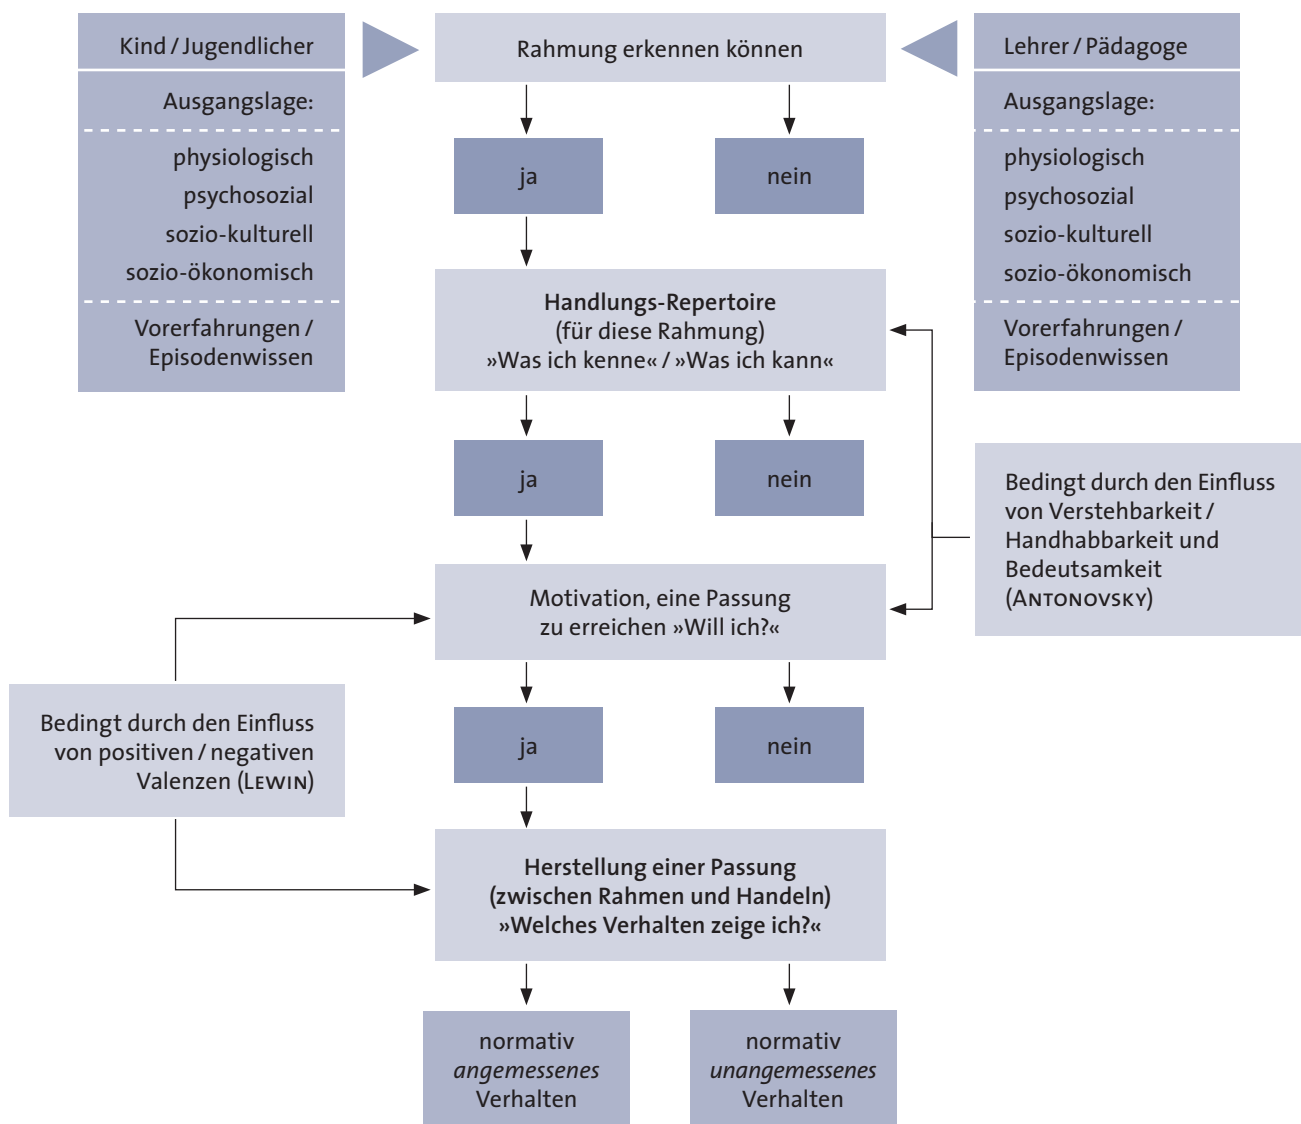 Kind / Jugendlicher
Ausgangslage:
physiologisch
psychosozial
sozio-kulturell
sozio-ökonomisch
Vorerfahrungen /
Episodenwissen
Rahmung erkennen können
Lehrer / Pädagoge
Ausgangslage:
physiologisch
psychosozial
sozio-kulturell
sozio-ökonomisch
Vorerfahrungen /
Episodenwissen
ja
nein
Handlungs-Repertoire
(für diese Rahmung)
»Was ich kenne« / »Was ich kann«
ja
nein
Bedingt durch den Einfluss
von Verstehbarkeit /
Handhabbarkeit und
Bedeutsamkeit
(ANTONOVSKY)
Motivation, eine Passung
zu erreichen »Will ich?«
Bedingt durch den Einfluss
von positiven / negativen
Valenzen (LEWIN)
ja
nein
Herstellung einer Passung
(zwischen Rahmen und Handeln)
»Welches Verhalten zeige ich?«
normativ
angemessenes
Verhalten
normativ
unangemessenes
Verhalten